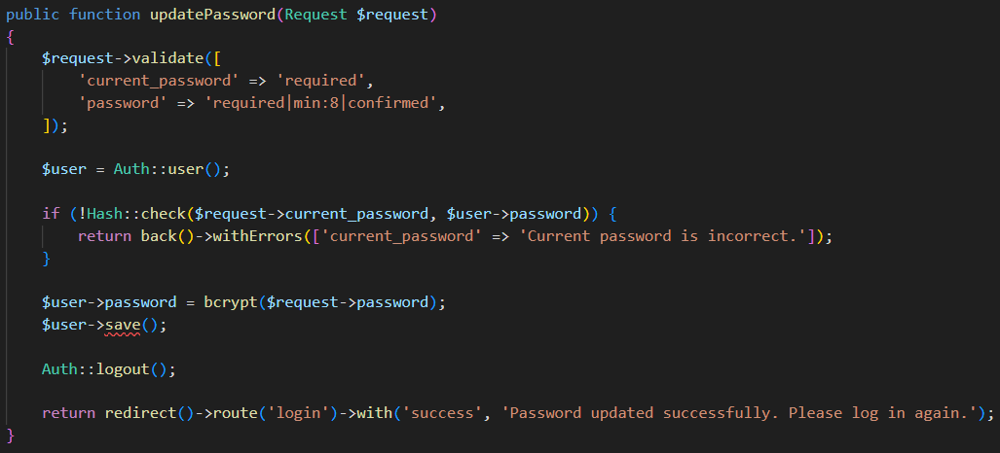 public function updatePassword(Request $request)
{
    $request->validate([
        'current_password' => 'required',
        'password' => 'required|min:8|confirmed',
    ]);

    $user = Auth::user();

    if (!Hash::check($request->current_password, $user->password)) {
        return back()->withErrors(['current_password' => 'Current password is incorrect.']);
    }

    $user->password = bcrypt($request->password);
    $user->save();

    Auth::logout();

    return redirect()->route('login')->with('success', 'Password updated successfully. Please log in again.');
}